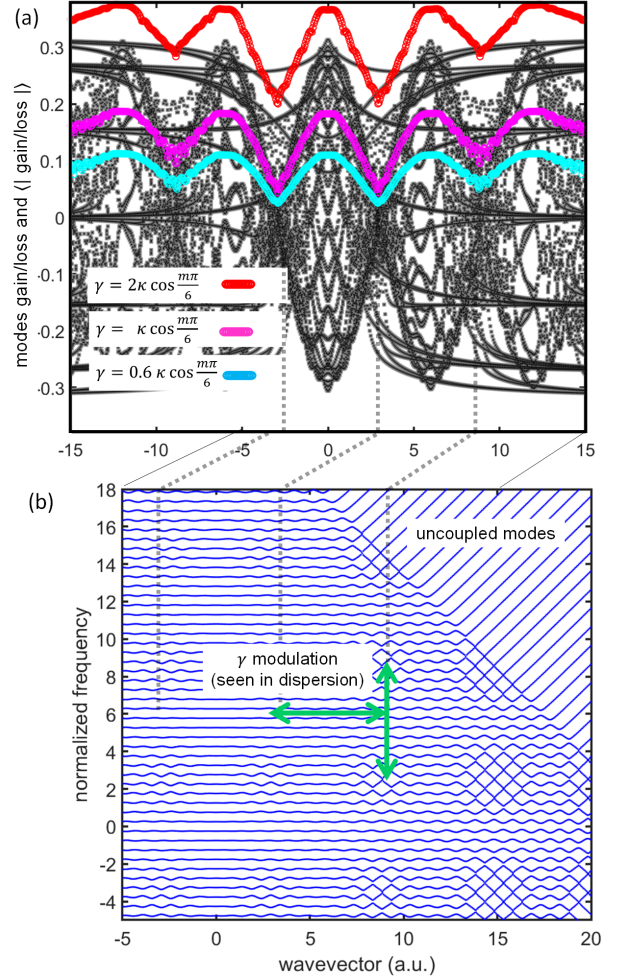 (a)
modes gain/loss and ⟨| gain/loss |⟩
0.3
0.2
0.1
0
-0.1
-0.2
-0.3
γ = 2κ cos mπ/6
γ = κ cos mπ/6
γ = 0.6 κ cos mπ/6
-15 -10 -5 0 5 10 15
(b)
normalized frequency
18
16
14
12
10
8
6
4
2
0
-2
-4
uncoupled modes
γ modulation
(seen in dispersion)
-5 0 5 10 15 20
wavevector (a.u.)